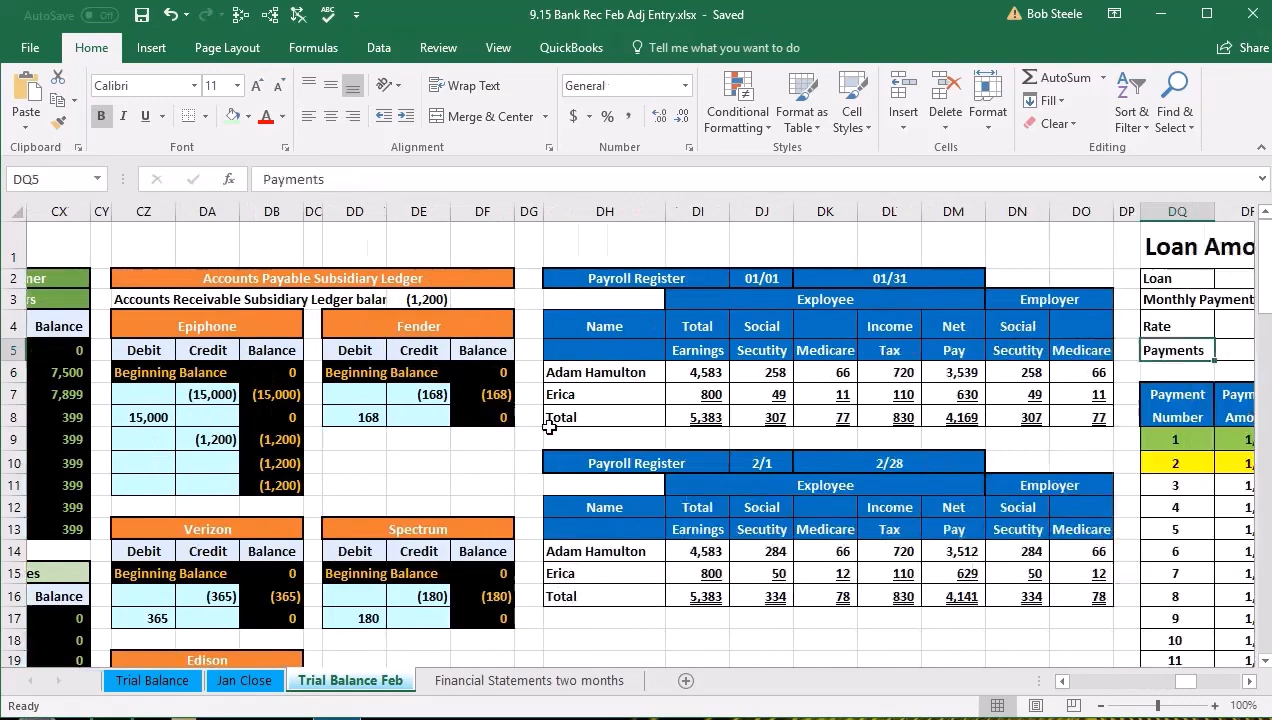 AutoSave Off 9.15 Bank Rec Feb Adj Entry.xlsx - Saved Bob Steele
File Home Insert Page Layout Formulas Data Review View QuickBooks Tell me what you want to do Share
Paste Calibri 11 Wrap Text General Conditional Formatting Format as Table Cell Styles Insert Delete Format AutoSum Fill Clear Sort & Filter Find & Select
B I U A Merge & Center $ % ,
Clipboard Font Alignment Number Styles Cells Editing
DQ5 fx Payments
CX CY CZ DA DB DC DD DE DF DG DH DI DJ DK DL DM DN DO DP DQ
1 Loan Amo
2 ner Accounts Payable Subsidiary Ledger Payroll Register 01/01 01/31 Loan
3 rs Accounts Receivable Subsidiary Ledger balar (1,200) Exployee Employer Monthly Payment
4 Balance Epiphone Fender Name Total Social Income Net Social Rate
5 0 Debit Credit Balance Debit Credit Balance Earnings Secutity Medicare Tax Pay Secutity Medicare Payments
6 7,500 Beginning Balance 0 Beginning Balance 0 Adam Hamulton 4,583 258 66 720 3,539 258 66
7 7,899 (15,000) (15,000) (168) (168) Erica 800 49 11 110 630 49 11 Payment Paym
8 399 15,000 0 168 0 Total 5,383 307 77 830 4,169 307 77 Number Amo
9 399 (1,200) (1,200) 1 1,
10 399 (1,200) Payroll Register 2/1 2/28 2 1,
11 399 (1,200) Exployee Employer 3 1,
12 399 Name Total Social Income Net Social 4 1,
13 399 Verizon Spectrum Earnings Secutity Medicare Tax Pay Secutity Medicare 5 1,
14 Debit Credit Balance Debit Credit Balance Adam Hamulton 4,583 284 66 720 3,512 284 66 6 1,
15 es Beginning Balance 0 Beginning Balance 0 Erica 800 50 12 110 629 50 12 7 1,
16 Balance (365) (365) (180) (180) Total 5,383 334 78 830 4,141 334 78 8 1,
17 0 365 0 180 0 9 1,
18 0 10 1,
19 0 Edison 11 1,
Trial Balance Jan Close Trial Balance Feb Financial Statements two months
Ready 100%